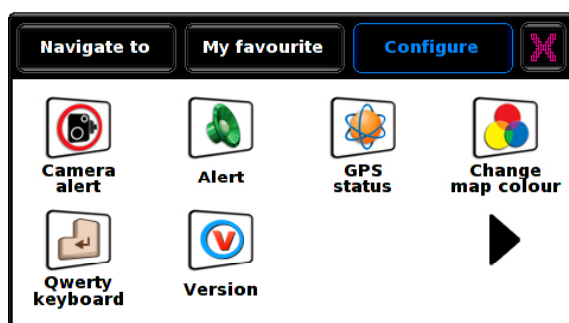 Navigate to
My favourite
Configure
X
Camera
alert
Alert
GPS
status
Change
map colour
Qwerty
keyboard
V
Version